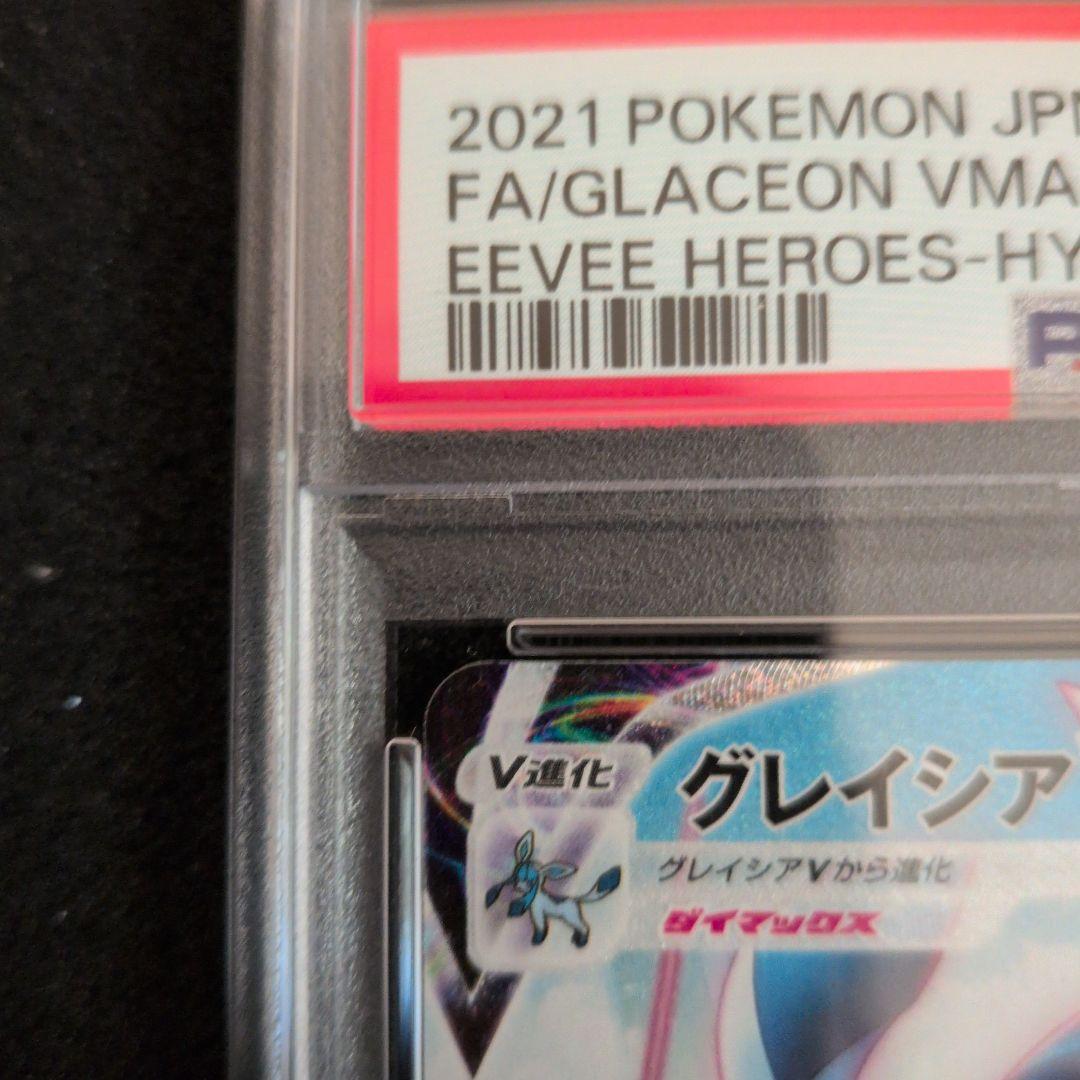 2021 POKEMON JPN
FA/GLACEON VMA
EEVEE HEROES-HY
V進化
グレイシア
グレイシアVから進化
ダイマックス